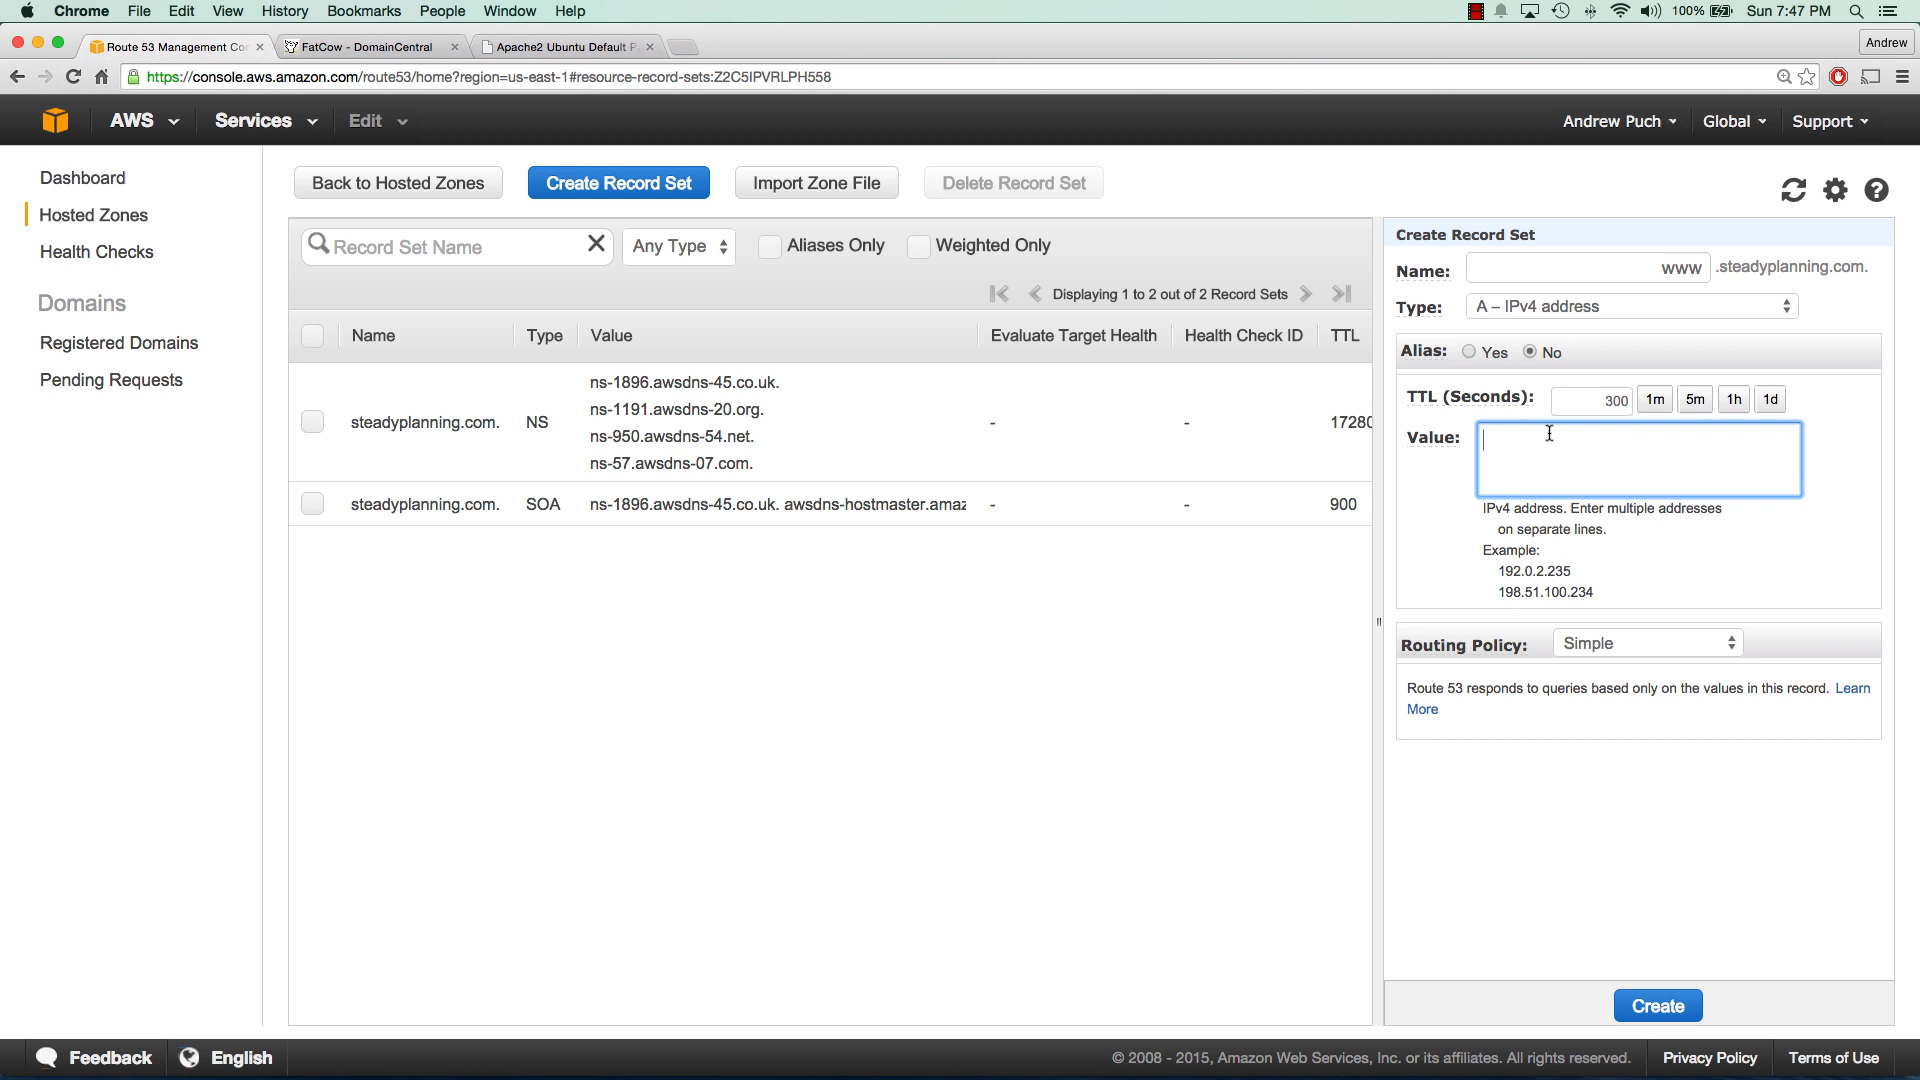 Chrome File Edit View History Bookmarks People Window Help 100% Sun 7:47 PM
Route 53 Management Con FatCow - DomainCentral Apache2 Ubuntu Default P Andrew
https://console.aws.amazon.com/route53/home?region=us-east-1#resource-record-sets:Z2C5IPVRLPH558
AWS Services Edit Andrew Puch Global Support
Dashboard
Hosted Zones
Health Checks
Domains
Registered Domains
Pending Requests
Back to Hosted Zones Create Record Set Import Zone File Delete Record Set
Record Set Name Any Type Aliases Only Weighted Only
Displaying 1 to 2 out of 2 Record Sets
Name Type Value Evaluate Target Health Health Check ID TTL
steadyplanning.com. NS
ns-1896.awsdns-45.co.uk.
ns-1191.awsdns-20.org.
ns-950.awsdns-54.net.
ns-57.awsdns-07.com.
- - 17280
steadyplanning.com. SOA ns-1896.awsdns-45.co.uk. awsdns-hostmaster.amaz - - 900
Create Record Set
Name: www .steadyplanning.com.
Type: A – IPv4 address
Alias: Yes No
TTL (Seconds): 300 1m 5m 1h 1d
Value:
IPv4 address. Enter multiple addresses
on separate lines.
Example:
192.0.2.235
198.51.100.234
Routing Policy: Simple
Route 53 responds to queries based only on the values in this record. Learn
More
Create
Feedback English © 2008 - 2015, Amazon Web Services, Inc. or its affiliates. All rights reserved. Privacy Policy Terms of Use